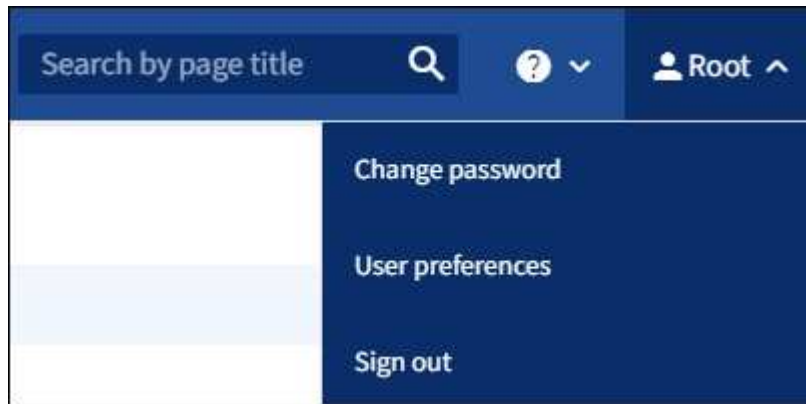 Search by page title
? Root
Change password
User preferences
Sign out